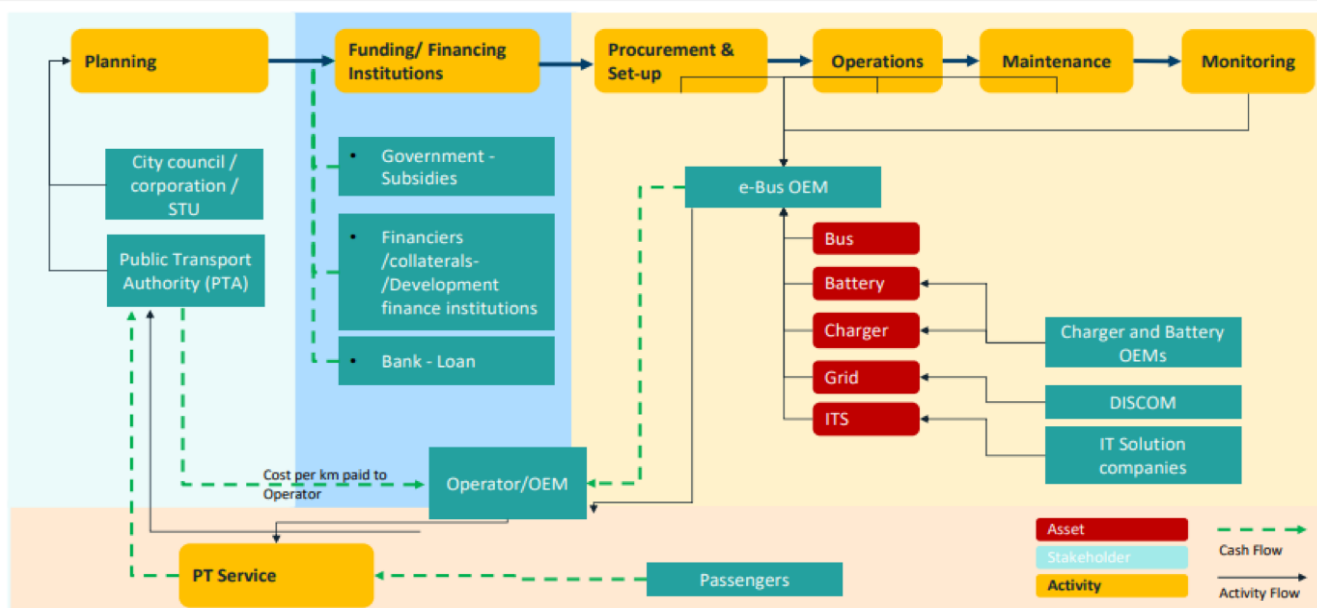 Planning
Funding/ Financing
Institutions
Procurement &
Set-up
Operations
Maintenance
Monitoring
City council /
corporation /
STU
Public Transport
Authority (PTA)
• Government -
Subsidies
• Financiers
/collaterals-
/Development
finance institutions
• Bank - Loan
e-Bus OEM
Bus
Battery
Charger
Grid
ITS
Charger and Battery
OEMs
DISCOM
IT Solution
companies
Cost per km paid to
Operator
Operator/OEM
PT Service
Passengers
Asset
Stakeholder
Activity
Cash Flow
Activity Flow